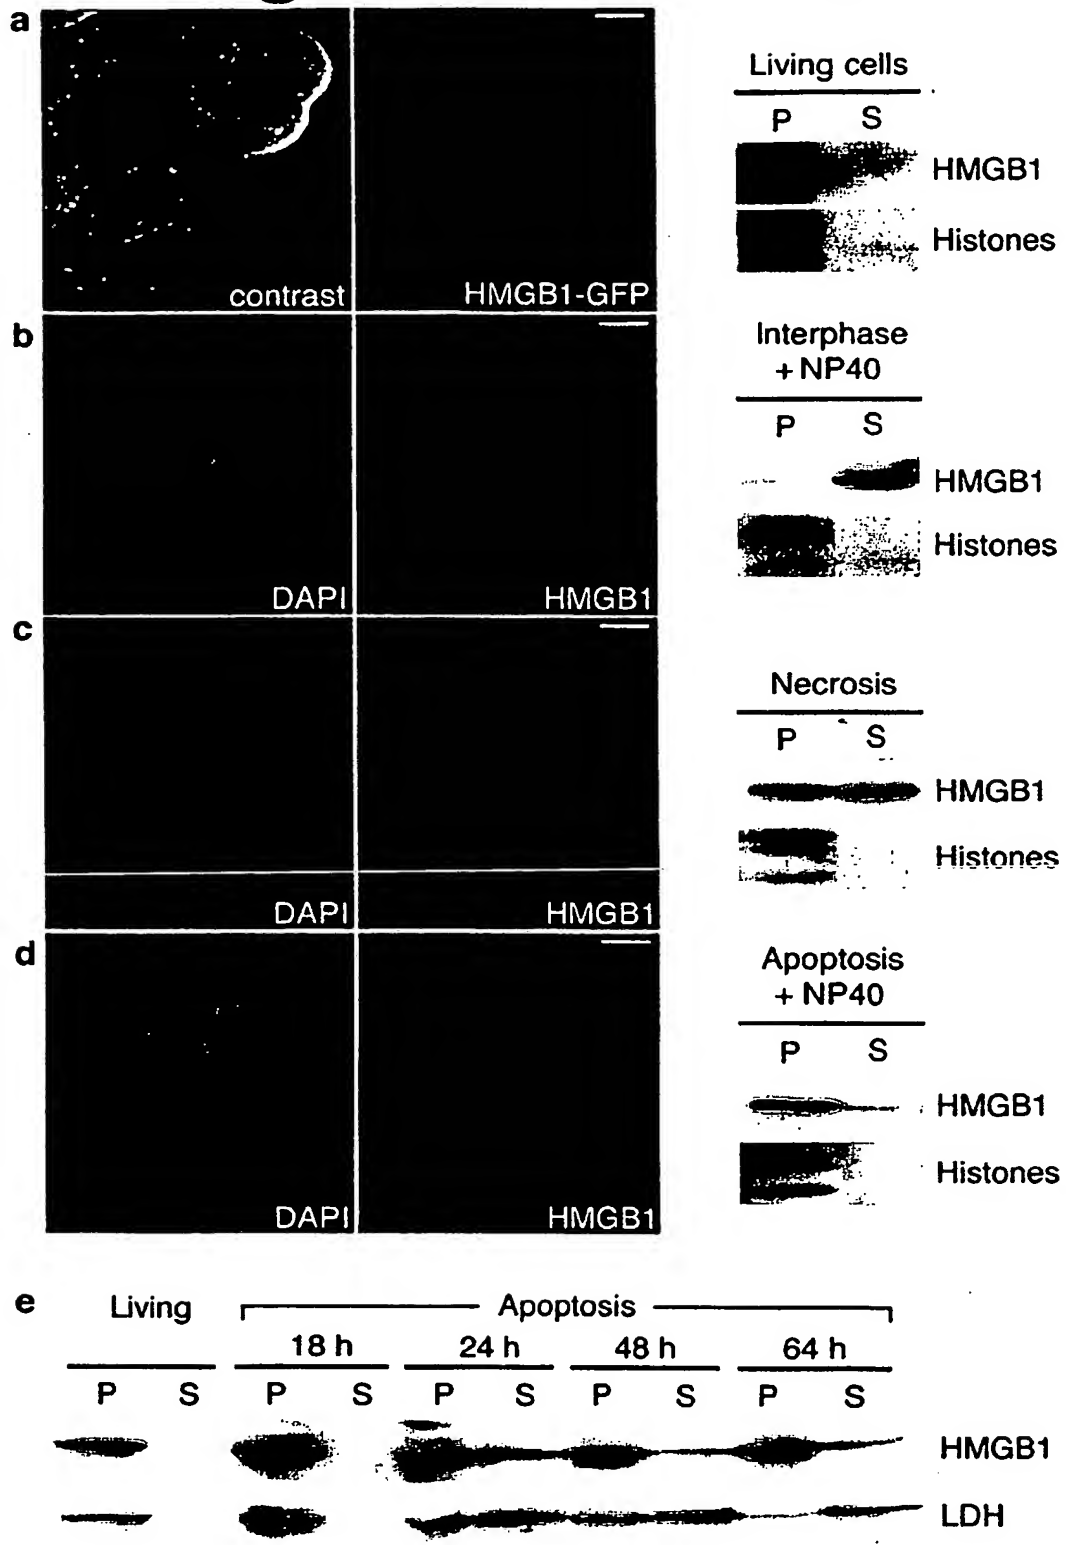 a
contrast
HMGB1-GFP
Living cells
P S
HMGB1
Histones
b
DAPI
HMGB1
Interphase
+ NP40
P S
HMGB1
Histones
c
DAPI
HMGB1
Necrosis
P S
HMGB1
Histones
d
DAPI
HMGB1
Apoptosis
+ NP40
P S
HMGB1
Histones
e
Living Apoptosis
18 h 24 h 48 h 64 h
P S P S P S P S P S
HMGB1
LDH